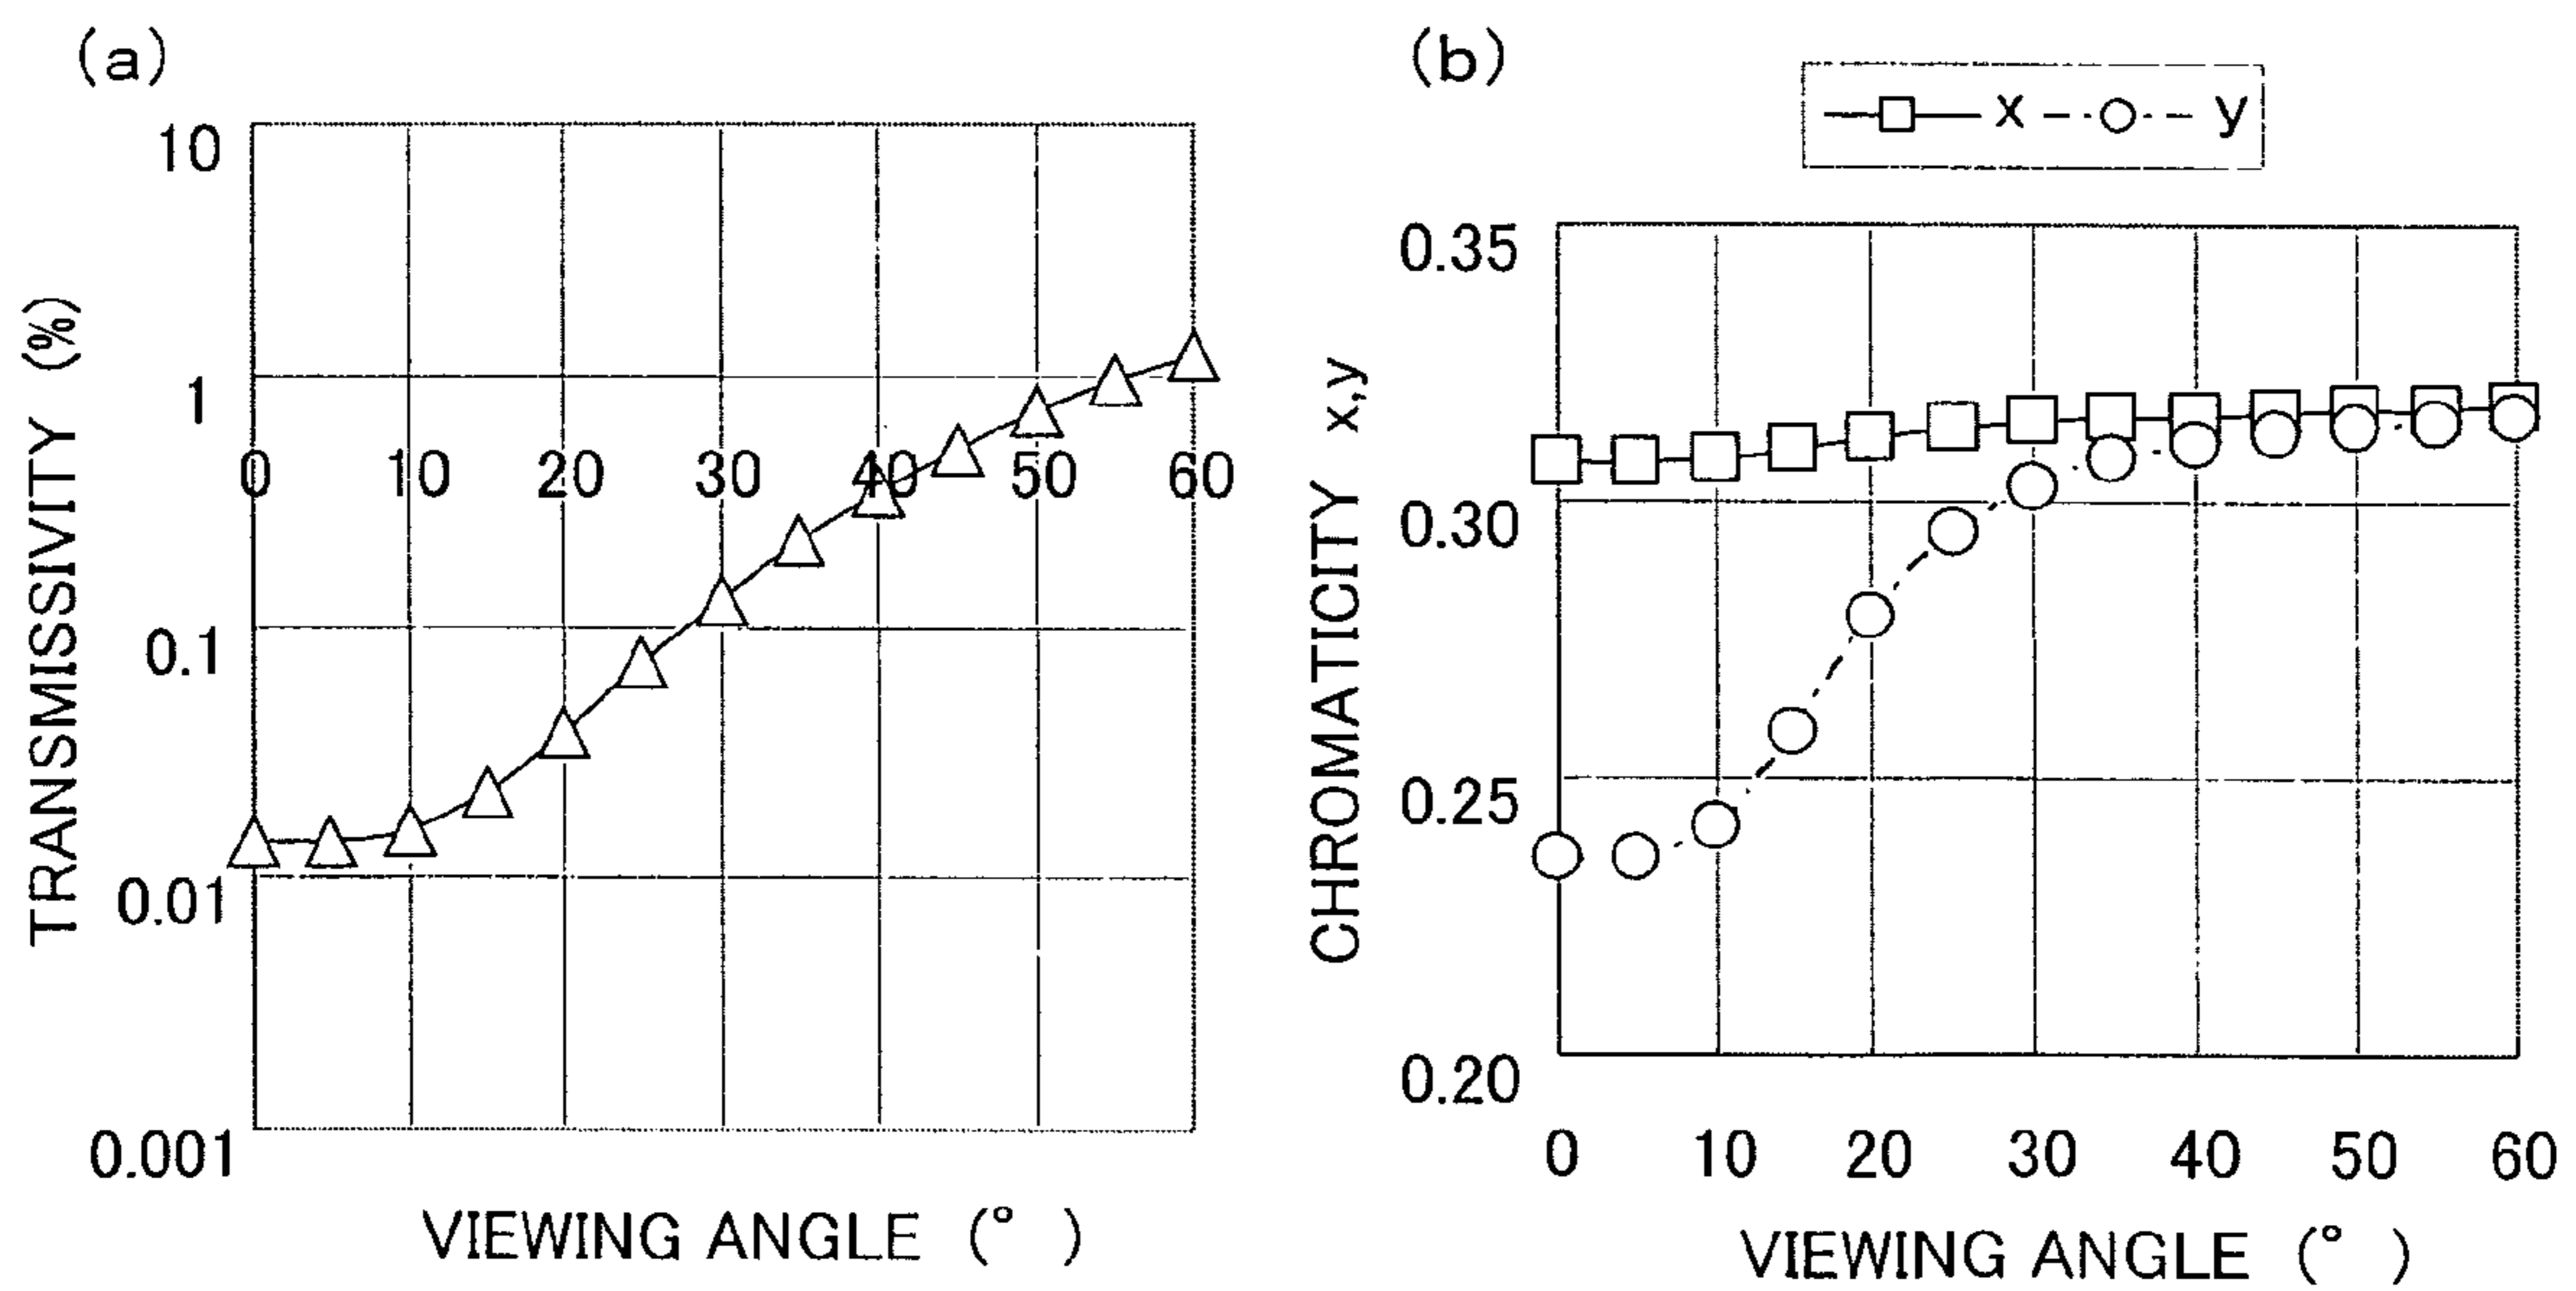 (a)
10
1
0.1
0.01
0.001
0 10 20 30 40 50 60
TRANSMISSIVITY (%)
VIEWING ANGLE (° )
(b)
x y
0.35
0.30
0.25
0.20
0 10 20 30 40 50 60
CHROMATICITY x,y
VIEWING ANGLE (° )